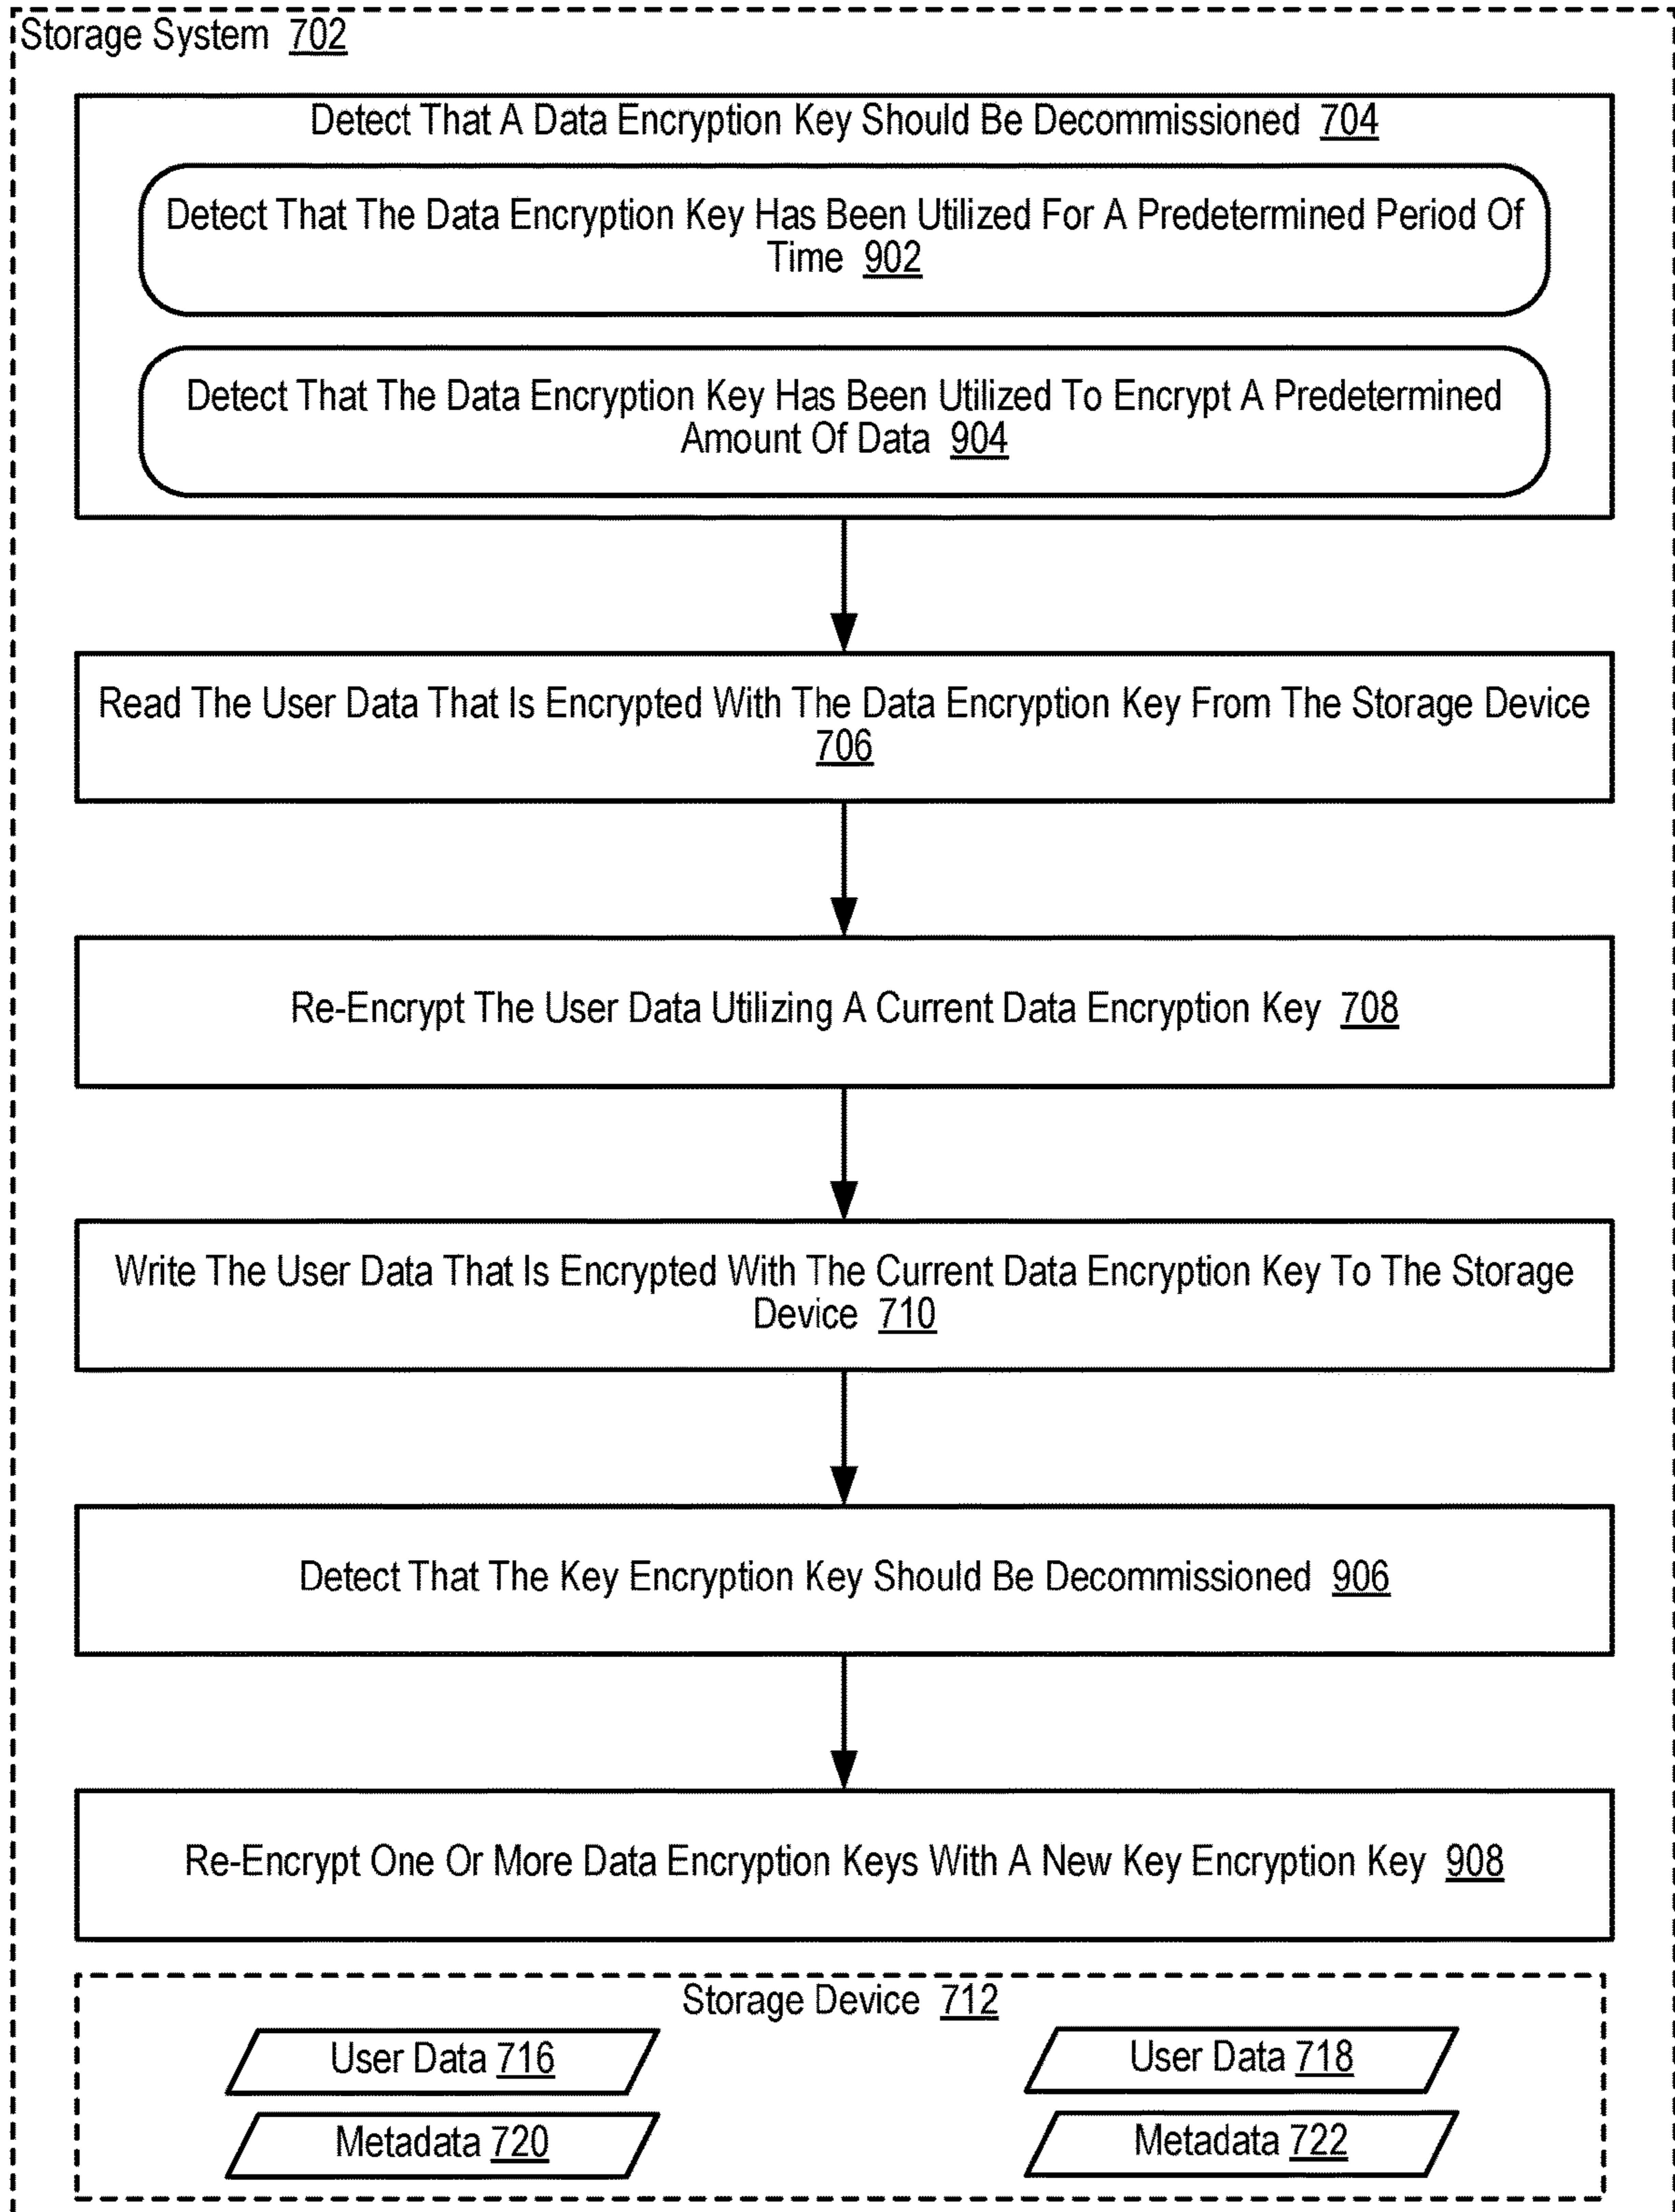 Storage System 702
Detect That A Data Encryption Key Should Be Decommissioned 704
Detect That The Data Encryption Key Has Been Utilized For A Predetermined Period Of
Time 902
Detect That The Data Encryption Key Has Been Utilized To Encrypt A Predetermined
Amount Of Data 904
Read The User Data That Is Encrypted With The Data Encryption Key From The Storage Device
706
Re-Encrypt The User Data Utilizing A Current Data Encryption Key 708
Write The User Data That Is Encrypted With The Current Data Encryption Key To The Storage
Device 710
Detect That The Key Encryption Key Should Be Decommissioned 906
Re-Encrypt One Or More Data Encryption Keys With A New Key Encryption Key 908
Storage Device 712
User Data 716
User Data 718
Metadata 720
Metadata 722